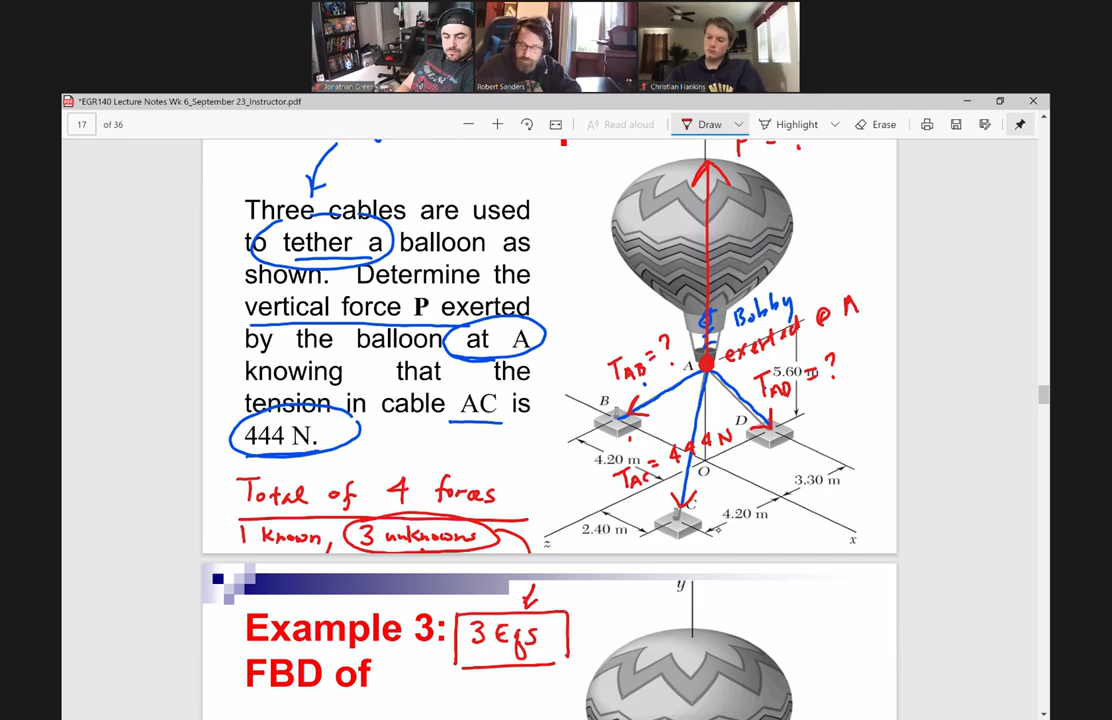 Jonathan Greer
Robert Sanders
Christian Hankins
*EGR140 Lecture Notes Wk 6_September 23_Instructor.pdf
17 of 36
Read aloud
Draw
Highlight
Erase
P = ?
Three cables are used
to tether a balloon as
shown. Determine the
vertical force P exerted
by the balloon at A
knowing that the
tension in cable AC is
444 N.
Total of 4 forces
1 known, 3 unknowns
Bobby
exerted @ A
A
5.60 m
TAB = ?
TAD = ?
B
D
TAC = 444 N
4.20 m
O
C
3.30 m
4.20 m
2.40 m
z
x
Example 3:
3 Eqs
FBD of
y